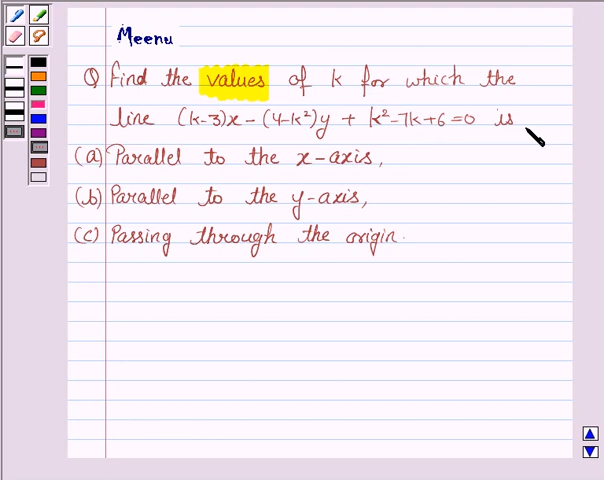 Meenu
Q Find the values of k for which the
line (k-3)x - (4-k²)y + k²-7k+6=0 is
(a) Parallel to the x-axis,
(b) Parallel to the y-axis,
(c) Passing through the origin.